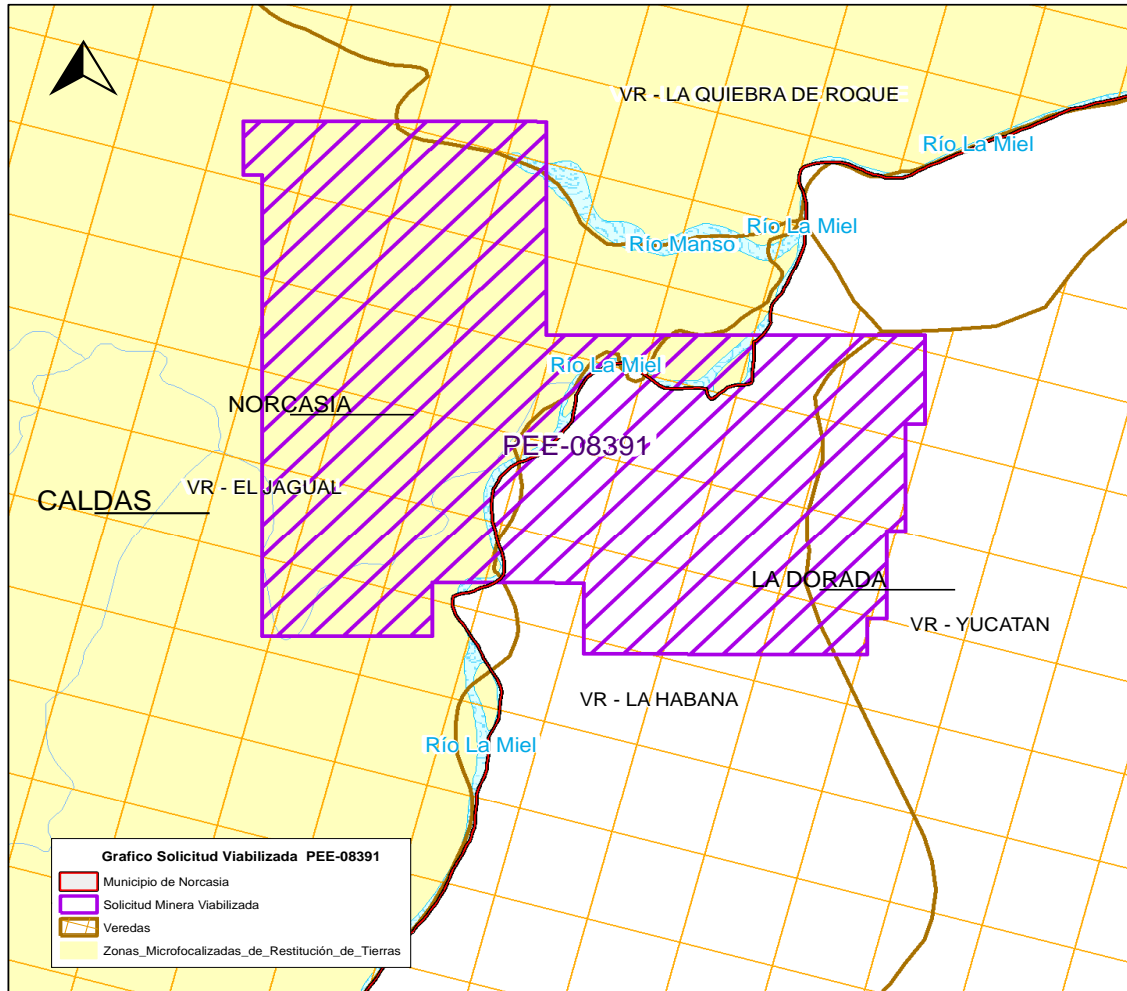 VR - LA QUIEBRA DE ROQUE
Río La Miel
Río La Miel
Río Manso
Río La Miel
NORCASIA
PEE-08391
VR - EL JAGUAL
CALDAS
LA DORADA
VR - YUCATAN
VR - LA HABANA
Río La Miel
Grafico Solicitud Viabilizada PEE-08391
Municipio de Norcasia
Solicitud Minera Viabilizada
Veredas
Zonas_Microfocalizadas_de_Restitución_de_Tierras